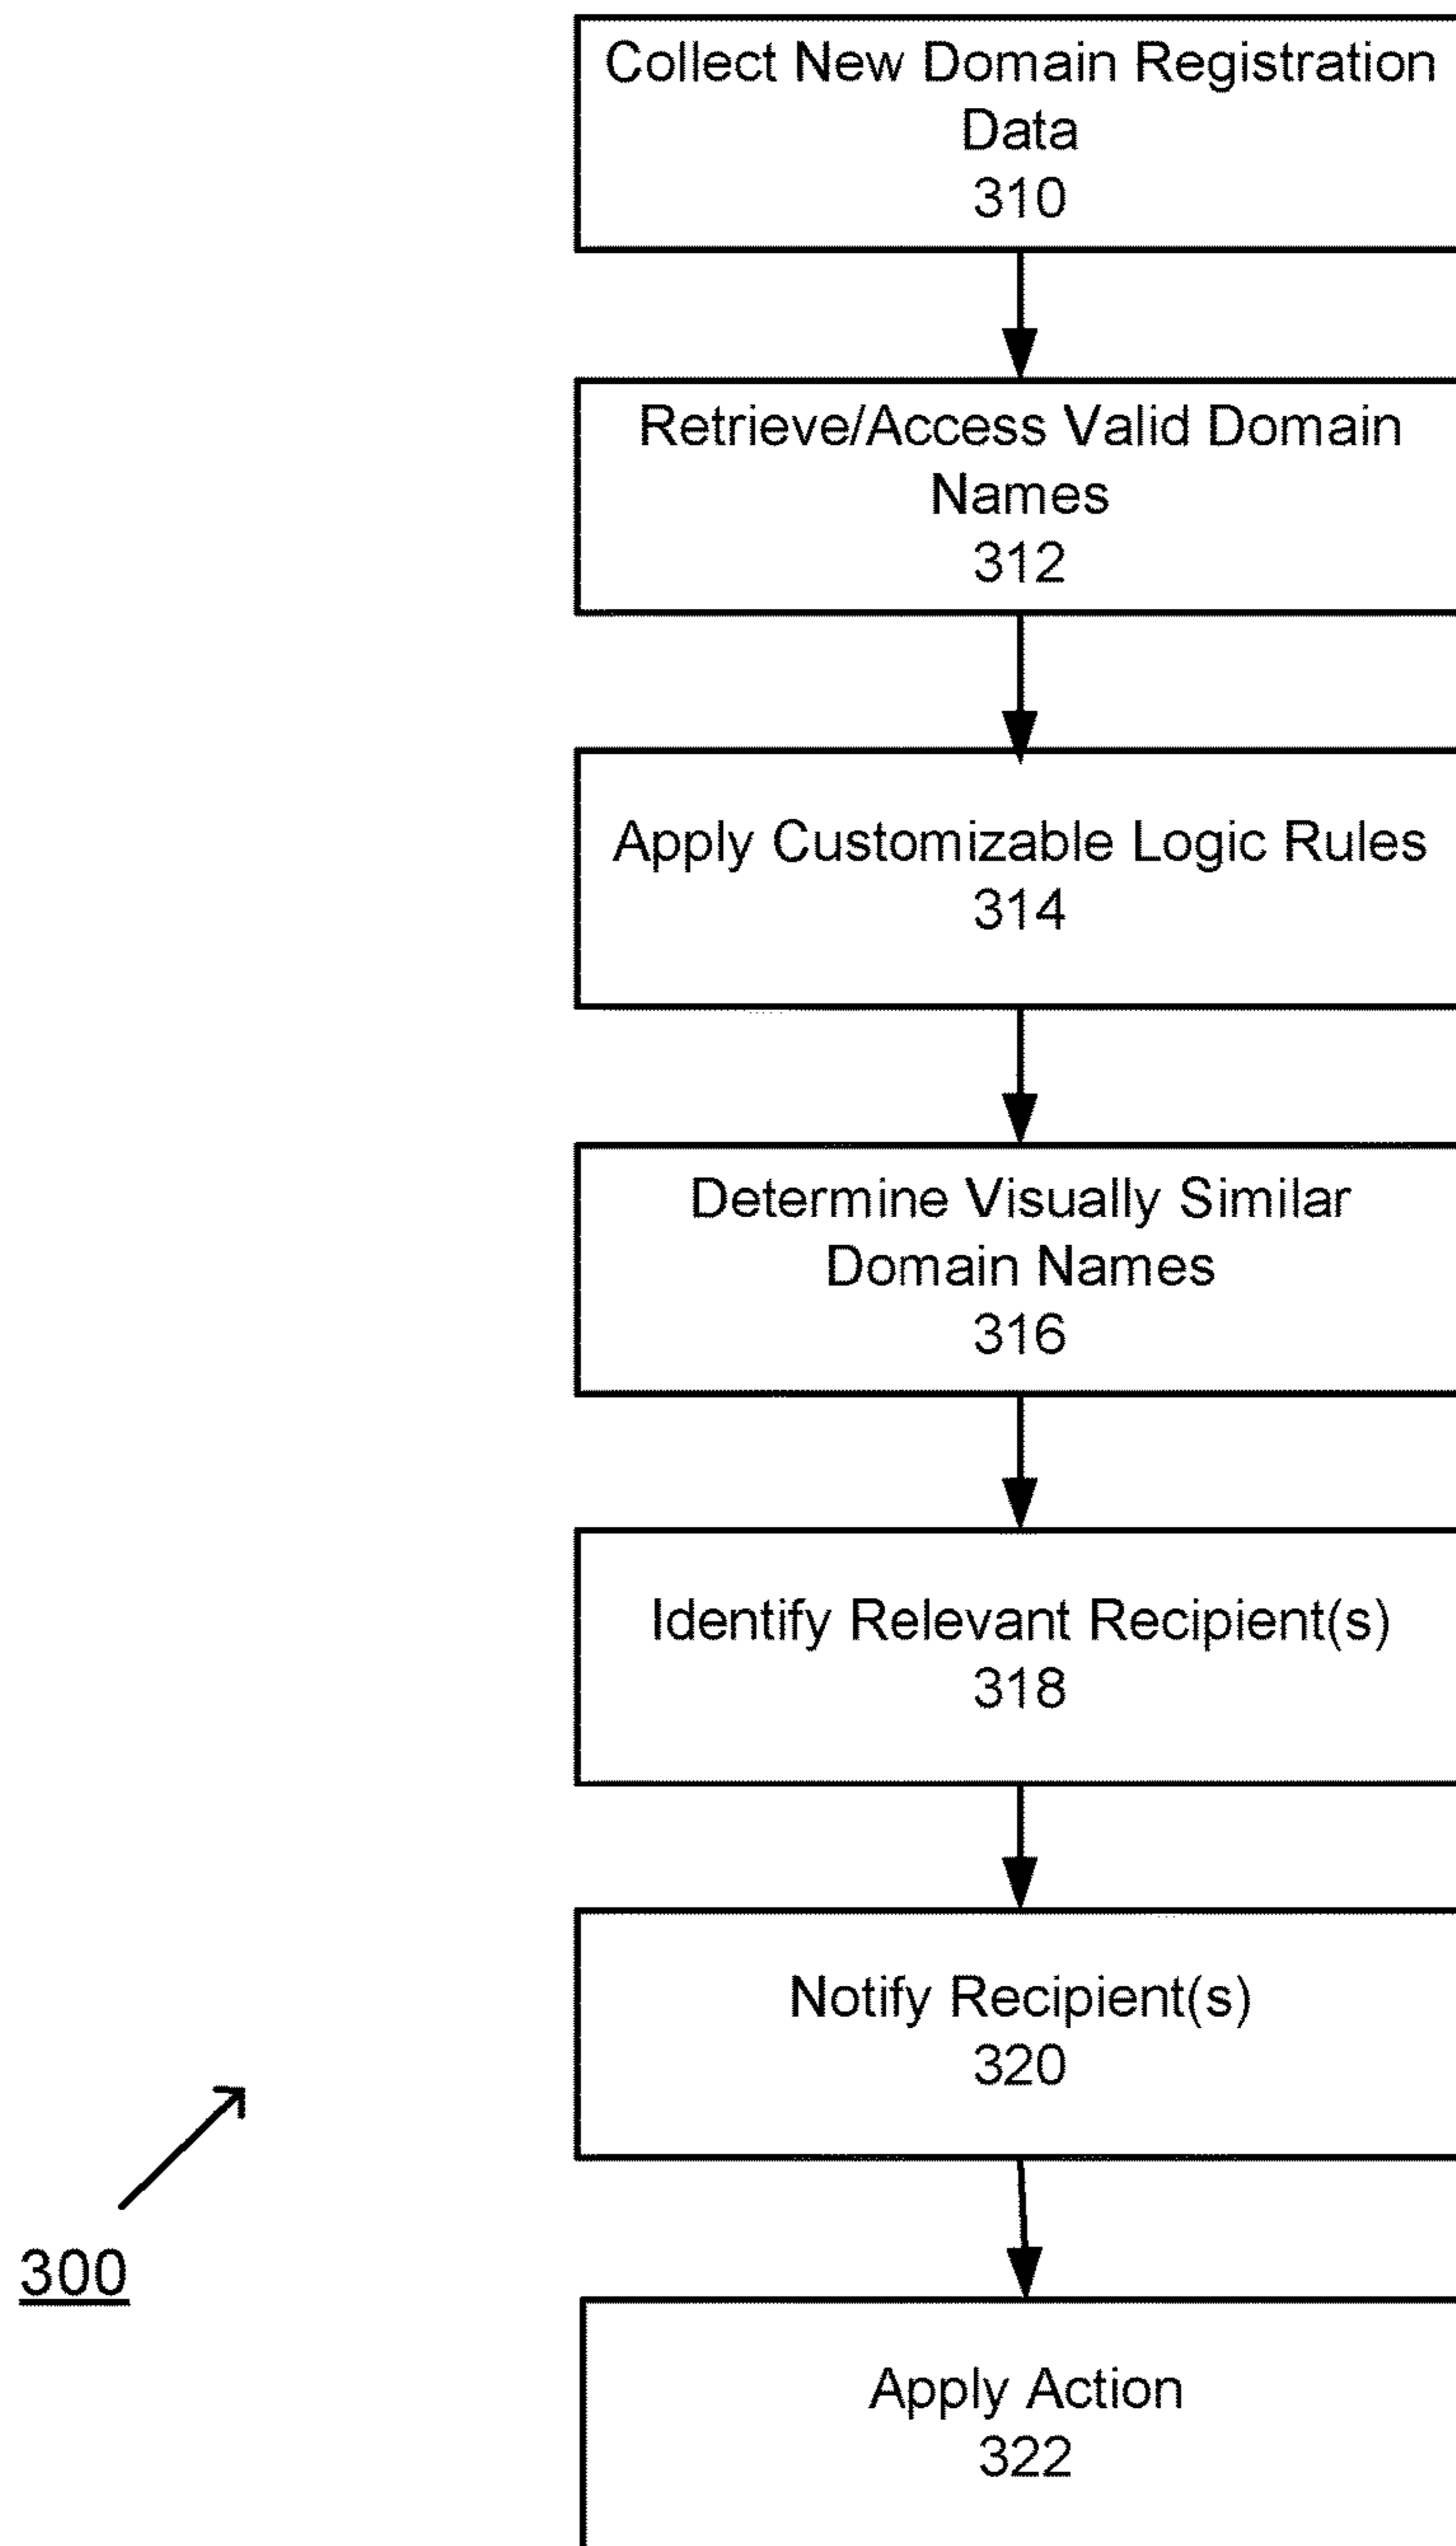 Collect New Domain Registration
Data
310
Retrieve/Access Valid Domain
Names
312
Apply Customizable Logic Rules
314
Determine Visually Similar
Domain Names
316
Identify Relevant Recipient(s)
318
Notify Recipient(s)
320
300
Apply Action
322